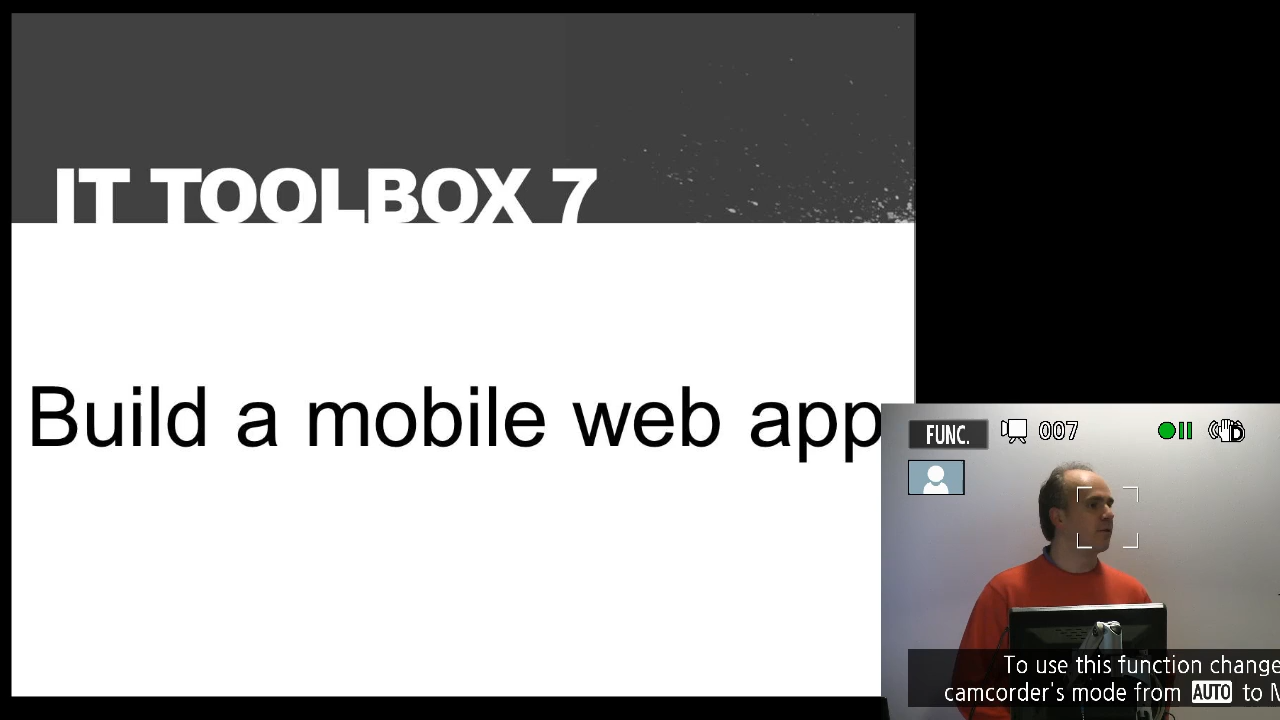 IT TOOLBOX 7
Build a mobile web app
FUNC.
007
D
To use this function change
camcorder's mode from AUTO to M